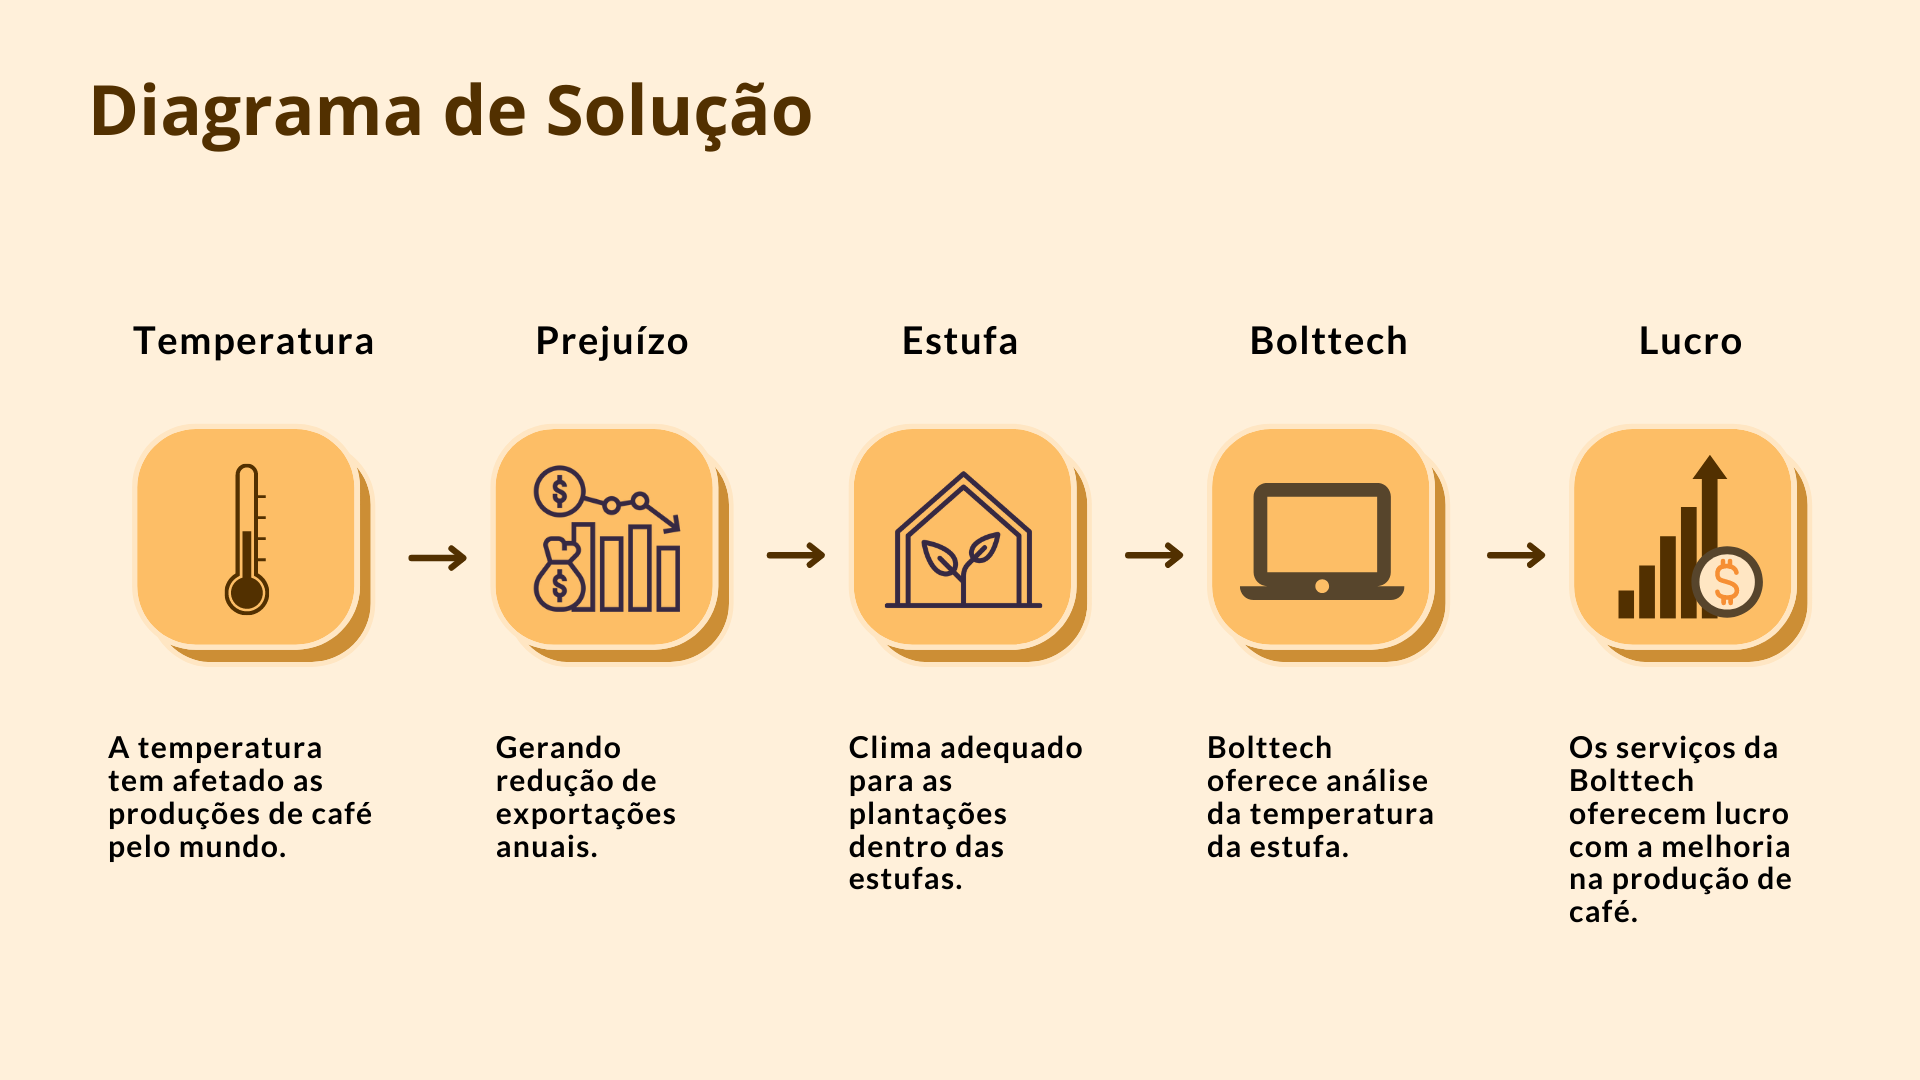 Diagrama de Solução
Temperatura
Prejuízo
Estufa
Bolttech
Lucro
$
$
$
A temperatura
tem afetado as
produções de café
pelo mundo.
Gerando
redução de
exportações
anuais.
Clima adequado
para as
plantações
dentro das
estufas.
Bolttech
oferece análise
da temperatura
da estufa.
Os serviços da
Bolttech
oferecem lucro
com a melhoria
na produção de
café.